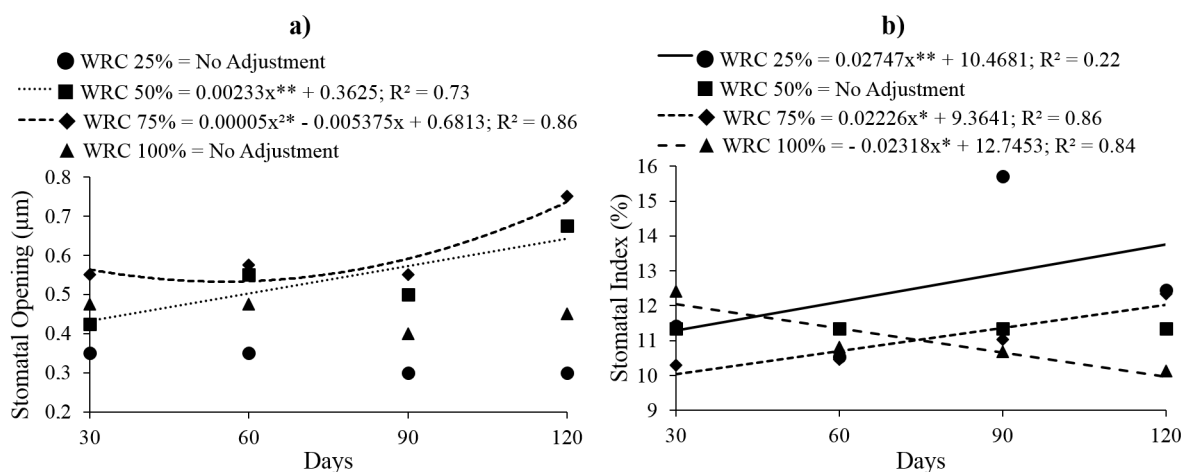 a)
WRC 25% = No Adjustment
WRC 50% = 0.00233x** + 0.3625; R² = 0.73
WRC 75% = 0.00005x²* - 0.005375x + 0.6813; R² = 0.86
WRC 100% = No Adjustment
0.8
0.7
0.6
0.5
0.4
0.3
0.2
Stomatal Opening (µm)
30
60
90
120
Days
b)
WRC 25% = 0.02747x** + 10.4681; R² = 0.22
WRC 50% = No Adjustment
WRC 75% = 0.02226x* + 9.3641; R² = 0.86
WRC 100% = - 0.02318x* + 12.7453; R² = 0.84
16
15
14
13
12
11
10
9
Stomatal Index (%)
30
60
90
120
Days